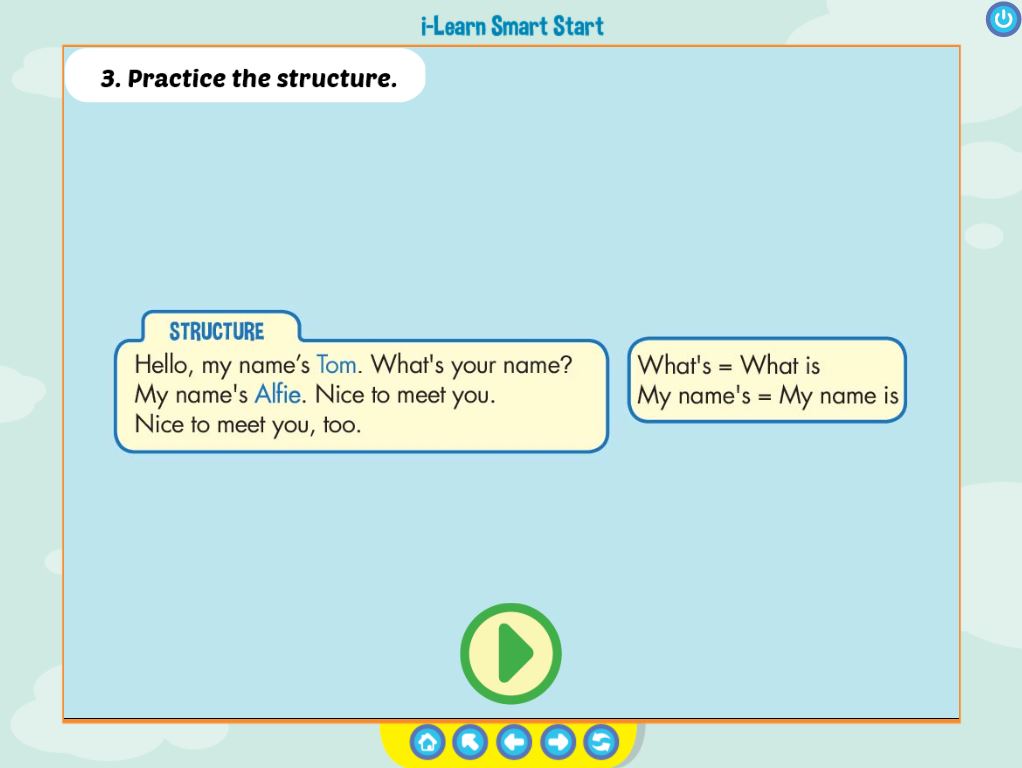 i-Learn Smart Start
3. Practice the structure.
STRUCTURE
Hello, my name’s Tom. What's your name?
My name's Alfie. Nice to meet you.
Nice to meet you, too.
What's = What is
My name's = My name is